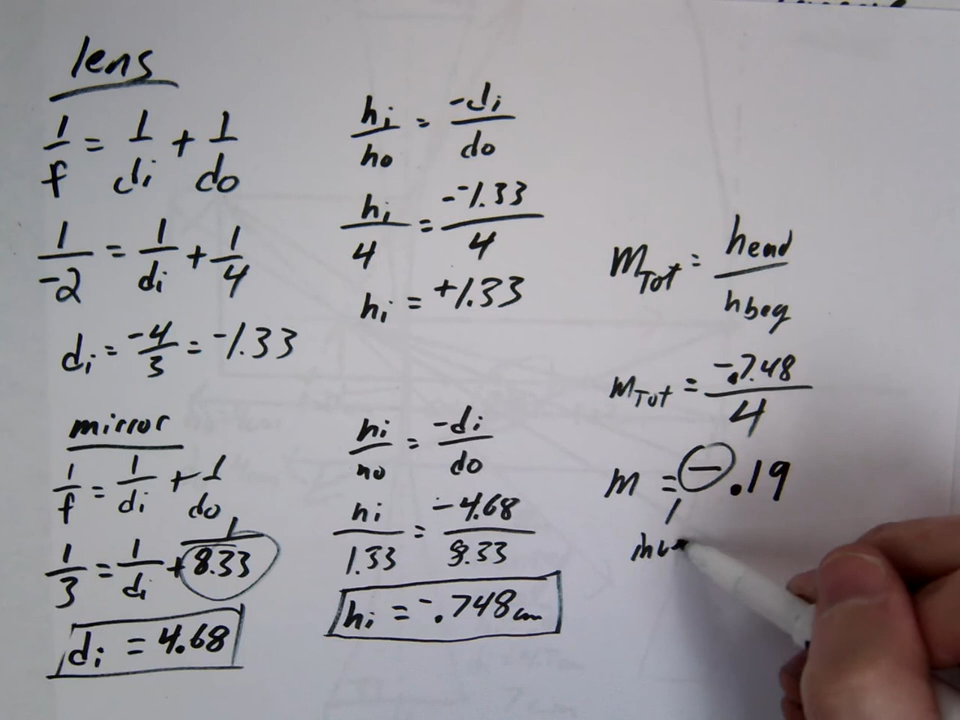 lens
1/f = 1/di + 1/do
1/-2 = 1/di + 1/4
di = -4/3 = -1.33
mirror
1/f = 1/di + 1/do
1/3 = 1/di + 1/8.33
di = 4.68
hi/ho = -di/do
hi/4 = --1.33/4
hi = +1.33
hi/ho = -di/do
hi/1.33 = -4.68/8.33
hi = -.748cm
MTot = hend/hbeg
MTot = -.748/4
M = -.19